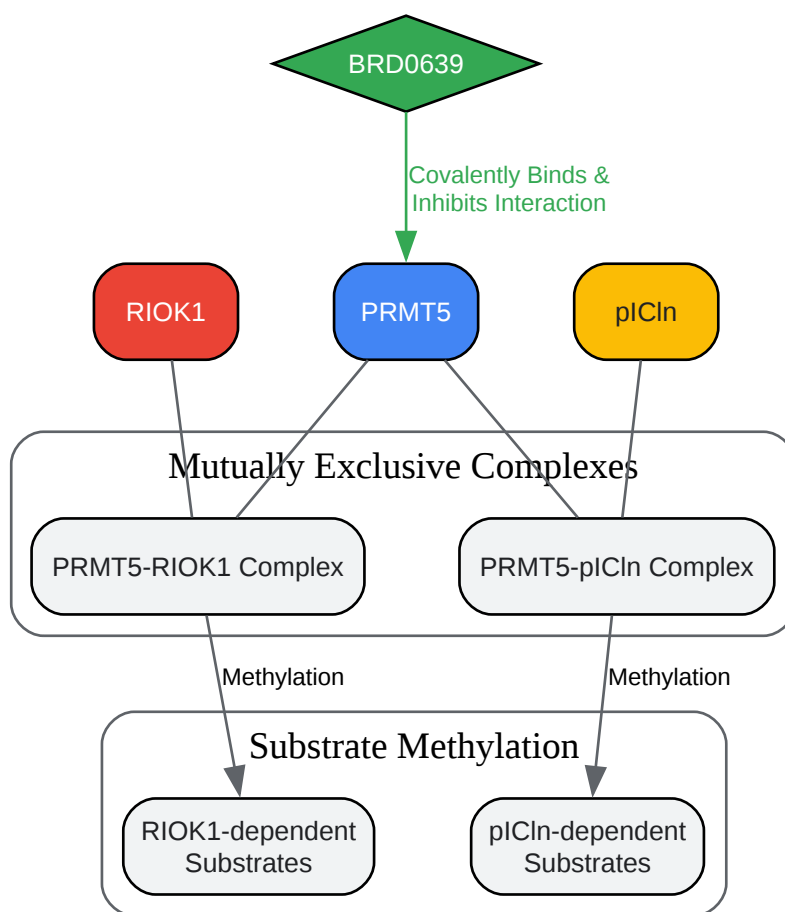 BRD0639
Covalently Binds &
Inhibits Interaction
RIOK1
PRMT5
pICln
Mutually Exclusive Complexes
PRMT5-RIOK1 Complex
PRMT5-pICln Complex
Methylation
Methylation
Substrate Methylation
RIOK1-dependent
Substrates
pICln-dependent
Substrates